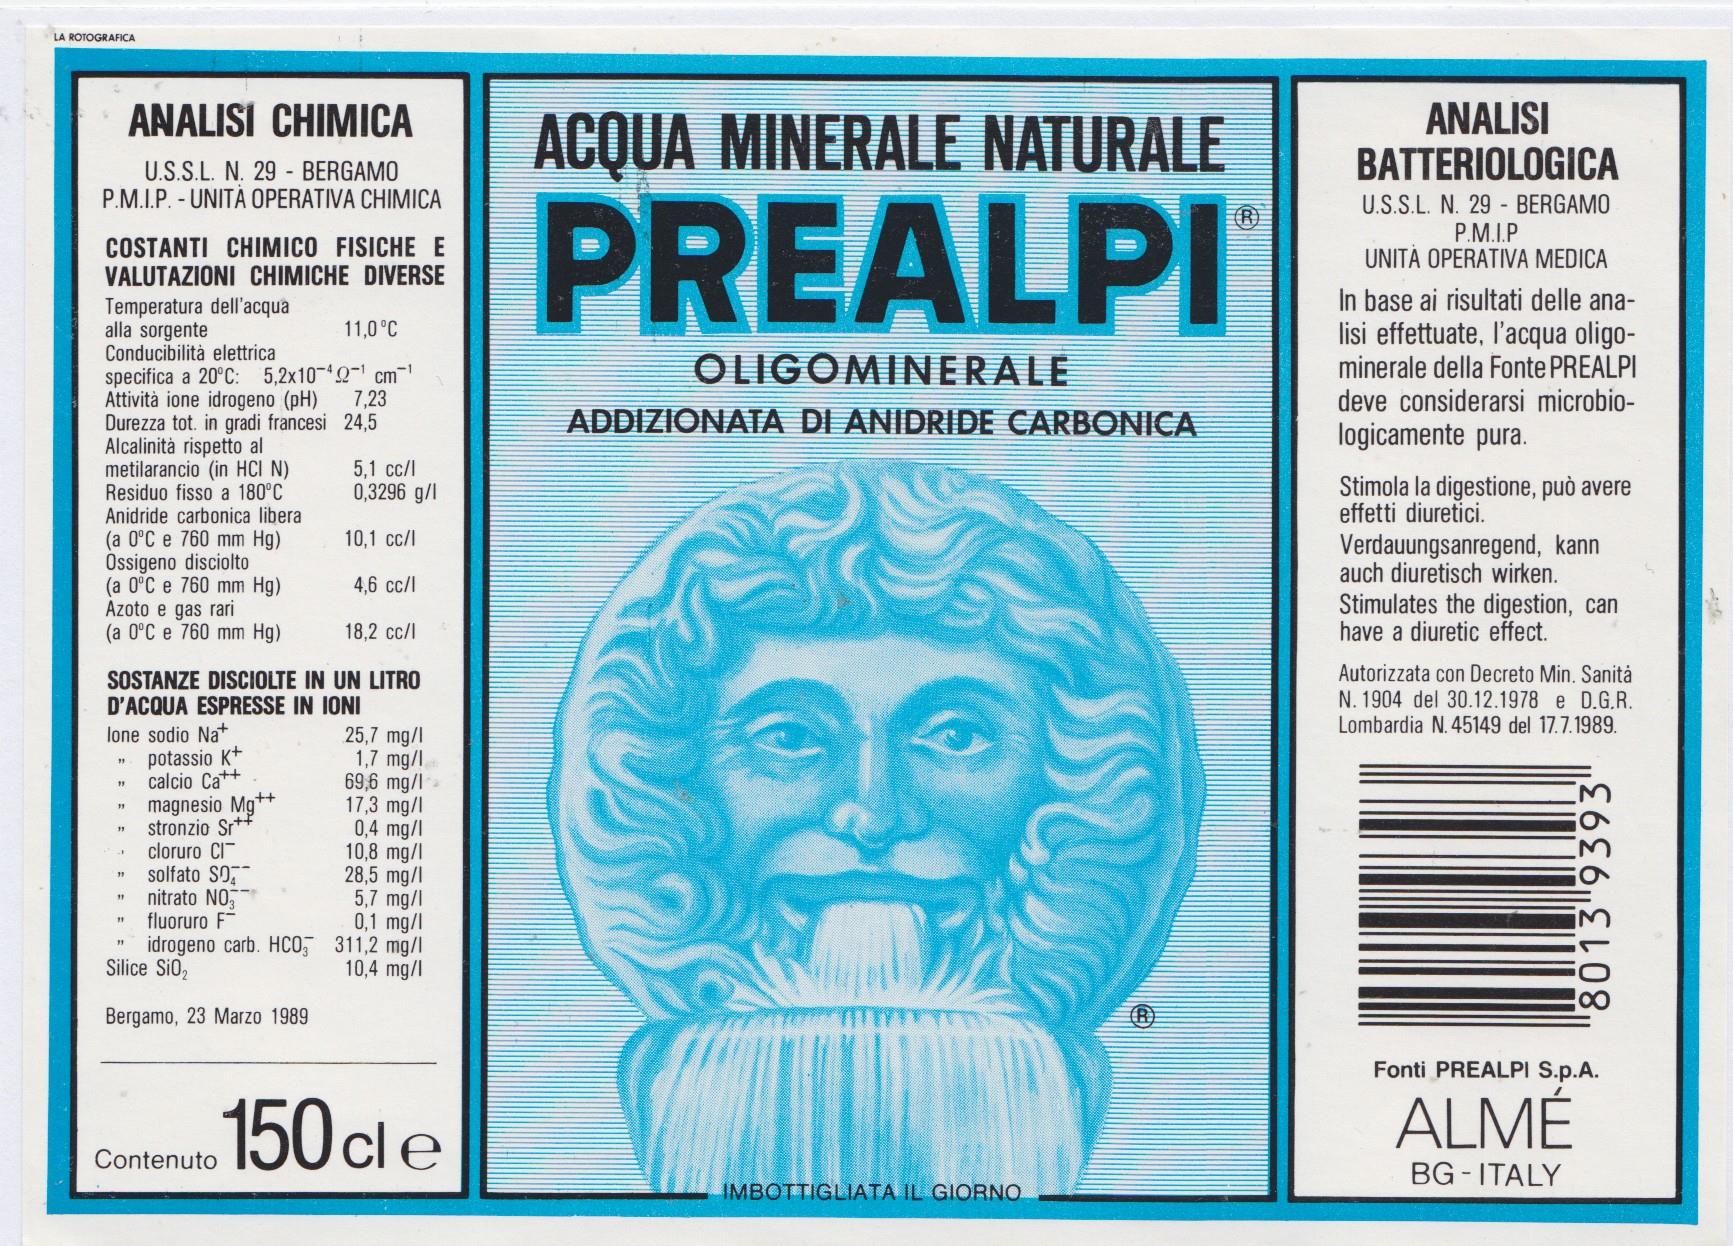 LA ROTOGRAFICA
ANALISI CHIMICA
U.S.S.L. N. 29 - BERGAMO
P.M.I.P. - UNITÀ OPERATIVA CHIMICA
COSTANTI CHIMICO FISICHE E
VALUTAZIONI CHIMICHE DIVERSE
Temperatura dell'acqua
alla sorgente 11,0°C
Conducibilità elettrica
specifica a 20°C: 5,2x10⁻⁴Ω⁻¹ cm⁻¹
Attività ione idrogeno (pH) 7,23
Durezza tot. in gradi francesi 24,5
Alcalinità rispetto al
metilarancio (in HCl N) 5,1 cc/l
Residuo fisso a 180°C 0,3296 g/l
Anidride carbonica libera
(a 0°C e 760 mm Hg) 10,1 cc/l
Ossigeno disciolto
(a 0°C e 760 mm Hg) 4,6 cc/l
Azoto e gas rari
(a 0°C e 760 mm Hg) 18,2 cc/l
SOSTANZE DISCIOLTE IN UN LITRO
D'ACQUA ESPRESSE IN IONI
Ione sodio Na⁺ 25,7 mg/l
" potassio K⁺ 1,7 mg/l
" calcio Ca⁺⁺ 69,6 mg/l
" magnesio Mg⁺⁺ 17,3 mg/l
" stronzio Sr⁺⁺ 0,4 mg/l
" cloruro Cl⁻ 10,8 mg/l
" solfato SO₄⁻⁻ 28,5 mg/l
" nitrato NO₃⁻⁻ 5,7 mg/l
" fluoruro F⁻ 0,1 mg/l
" idrogeno carb. HCO₃⁻ 311,2 mg/l
Silice SiO₂ 10,4 mg/l
Bergamo, 23 Marzo 1989
Contenuto 150 cl e
ACQUA MINERALE NATURALE
PREALPI®
OLIGOMINERALE
ADDIZIONATA DI ANIDRIDE CARBONICA
®
IMBOTTIGLIATA IL GIORNO
ANALISI
BATTERIOLOGICA
U.S.S.L. N. 29 - BERGAMO
P.M.I.P
UNITÀ OPERATIVA MEDICA
In base ai risultati delle ana-
lisi effettuate, l'acqua oligo-
minerale della Fonte PREALPI
deve considerarsi microbio-
logicamente pura.
Stimola la digestione, può avere
effetti diuretici.
Verdauungsanregend, kann
auch diuretisch wirken.
Stimulates the digestion, can
have a diuretic effect.
Autorizzata con Decreto Min. Sanità
N. 1904 del 30.12.1978 e D.G.R.
Lombardia N. 45149 del 17.7.1989.
8013 9393
Fonti PREALPI S.p.A.
ALMÉ
BG - ITALY